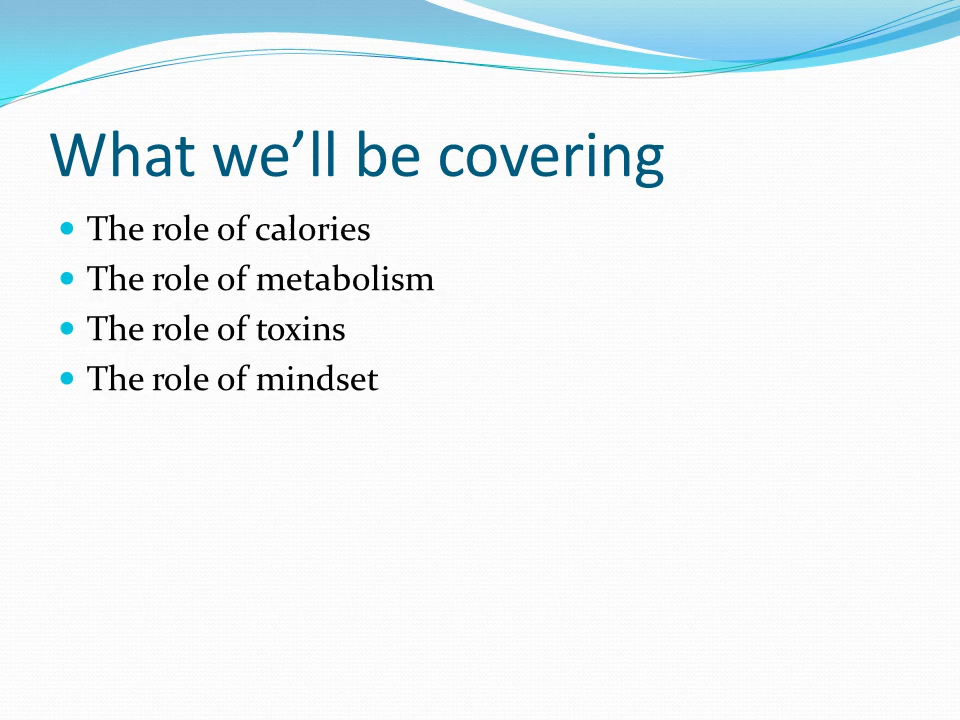 What we’ll be covering
The role of calories
The role of metabolism
The role of toxins
The role of mindset